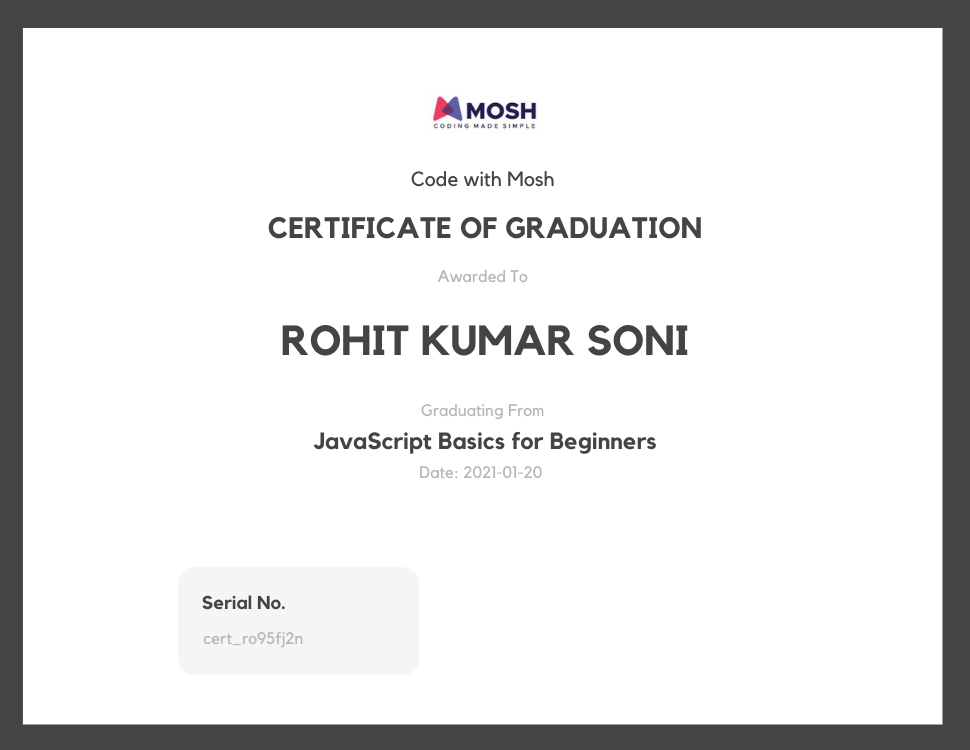 MOSH
CODING MADE SIMPLE
Code with Mosh
CERTIFICATE OF GRADUATION
Awarded To
ROHIT KUMAR SONI
Graduating From
JavaScript Basics for Beginners
Date: 2021-01-20
Serial No.
cert_ro95fj2n